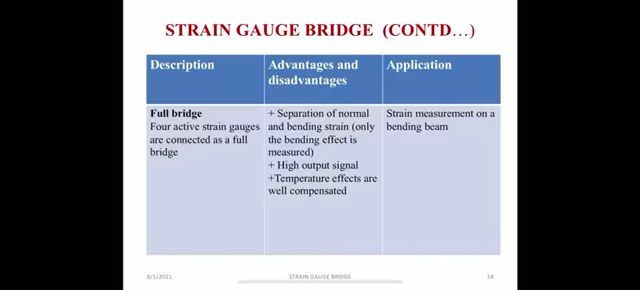 STRAIN GAUGE BRIDGE (CONTD…)
Description
Advantages and
disadvantages
Application
Full bridge
Four active strain gauges
are connected as a full
bridge
+ Separation of normal
and bending strain (only
the bending effect is
measured)
+ High output signal
+Temperature effects are
well compensated
Strain measurement on a
bending beam
8/1/2021
STRAIN GAUGE BRIDGE
18